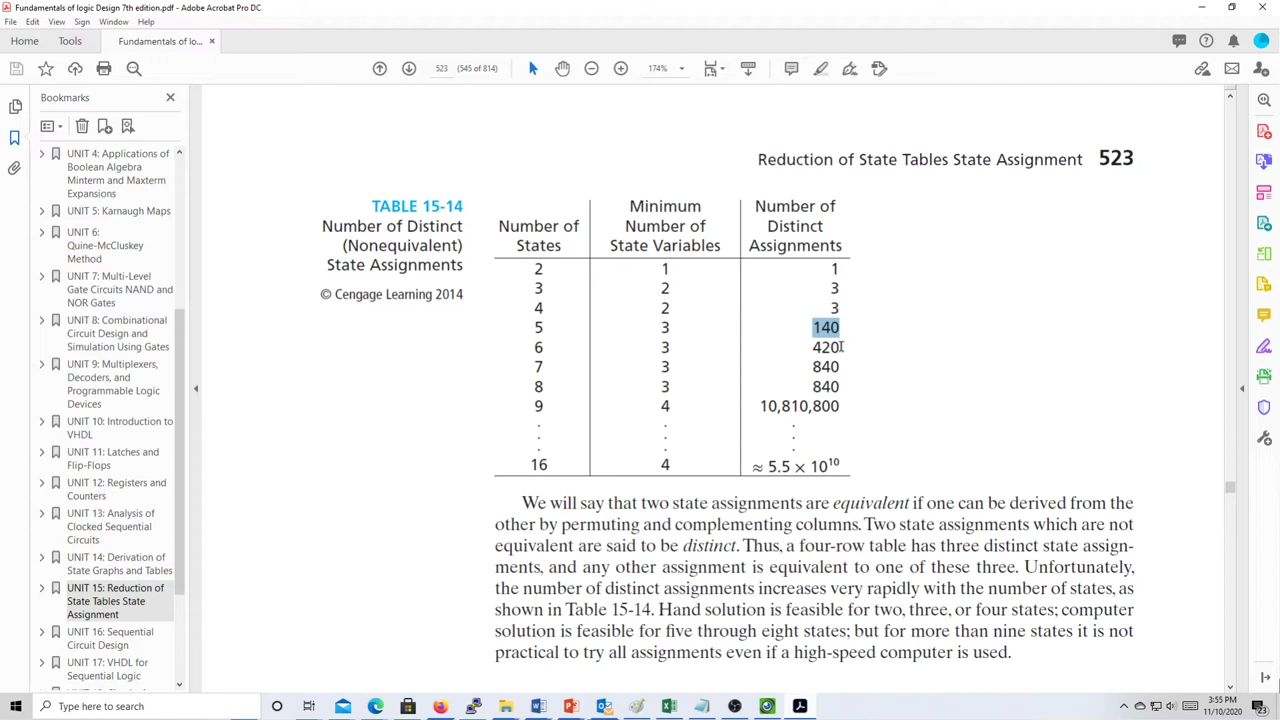 Fundamentals of logic Design 7th edition.pdf - Adobe Acrobat Pro DC
File Edit View Sign Window Help
Home Tools Fundamentals of lo... ×
523 (545 of 814) 174%
Bookmarks
UNIT 4: Applications of
Boolean Algebra
Minterm and Maxterm
Expansions
UNIT 5: Karnaugh Maps
UNIT 6:
Quine-McCluskey
Method
UNIT 7: Multi-Level
Gate Circuits NAND and
NOR Gates
UNIT 8: Combinational
Circuit Design and
Simulation Using Gates
UNIT 9: Multiplexers,
Decoders, and
Programmable Logic
Devices
UNIT 10: Introduction to
VHDL
UNIT 11: Latches and
Flip-Flops
UNIT 12: Registers and
Counters
UNIT 13: Analysis of
Clocked Sequential
Circuits
UNIT 14: Derivation of
State Graphs and Tables
UNIT 15: Reduction of
State Tables State
Assignment
UNIT 16: Sequential
Circuit Design
UNIT 17: VHDL for
Sequential Logic
Reduction of State Tables State Assignment 523
TABLE 15-14
Number of Distinct
(Nonequivalent)
State Assignments
© Cengage Learning 2014
Number of States Minimum Number of State Variables Number of Distinct Assignments
2 1 1
3 2 3
4 2 3
5 3 140
6 3 420
7 3 840
8 3 840
9 4 10,810,800
. . .
. . .
. . .
16 4 ≈ 5.5 × 10¹⁰
We will say that two state assignments are equivalent if one can be derived from the
other by permuting and complementing columns. Two state assignments which are not
equivalent are said to be distinct. Thus, a four-row table has three distinct state assign-
ments, and any other assignment is equivalent to one of these three. Unfortunately,
the number of distinct assignments increases very rapidly with the number of states, as
shown in Table 15-14. Hand solution is feasible for two, three, or four states; computer
solution is feasible for five through eight states; but for more than nine states it is not
practical to try all assignments even if a high-speed computer is used.
Type here to search
3:55 PM
11/10/2020
23